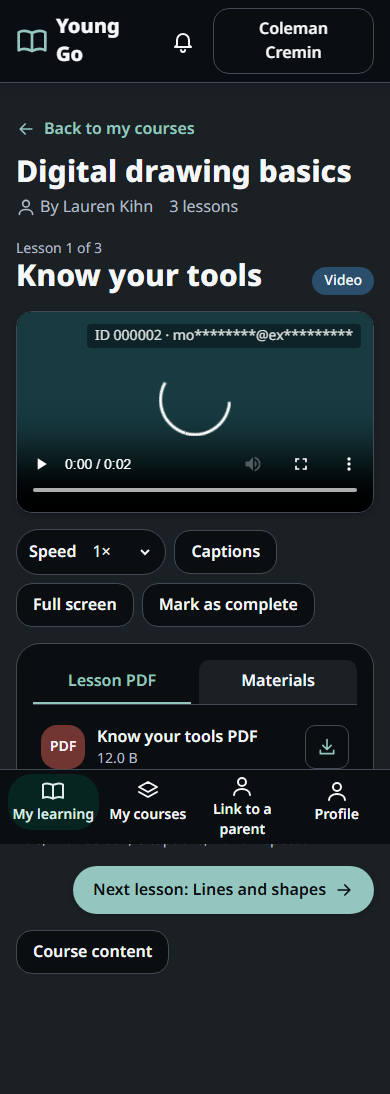 Young
Go
Coleman
Cremin
Back to my courses
Digital drawing basics
By Lauren Kihn 3 lessons
Lesson 1 of 3
Know your tools
Video
ID 000002 · mo********@ex*********
0:00 / 0:02
Speed 1×
Captions
Full screen
Mark as complete
Lesson PDF
Materials
PDF
Know your tools PDF
12.0 B
My learning
My courses
Link to a
parent
Profile
Next lesson: Lines and shapes
Course content